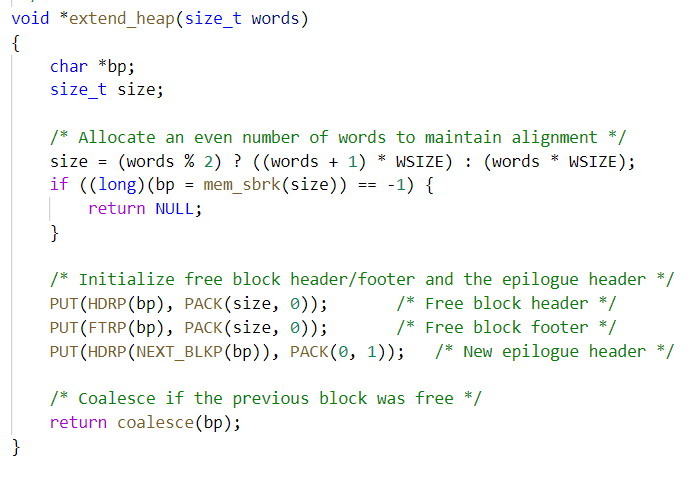 void *extend_heap(size_t words)
{
    char *bp;
    size_t size;

    /* Allocate an even number of words to maintain alignment */
    size = (words % 2) ? ((words + 1) * WSIZE) : (words * WSIZE);
    if ((long)(bp = mem_sbrk(size)) == -1) {
        return NULL;
    }

    /* Initialize free block header/footer and the epilogue header */
    PUT(HDRP(bp), PACK(size, 0));       /* Free block header */
    PUT(FTRP(bp), PACK(size, 0));       /* Free block footer */
    PUT(HDRP(NEXT_BLKP(bp)), PACK(0, 1));   /* New epilogue header */

    /* Coalesce if the previous block was free */
    return coalesce(bp);
}